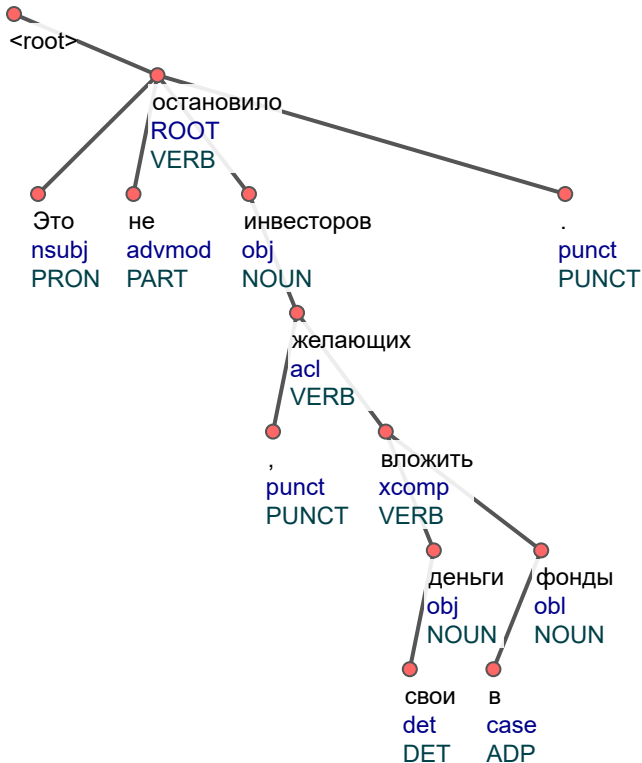 <root>
остановило
ROOT
VERB
Это не инвесторов .
nsubj advmod obj punct
PRON PART NOUN PUNCT
желающих
acl
VERB
, вложить
punct xcomp
PUNCT VERB
деньги фонды
obj obl
NOUN NOUN
свои в
det case
DET ADP